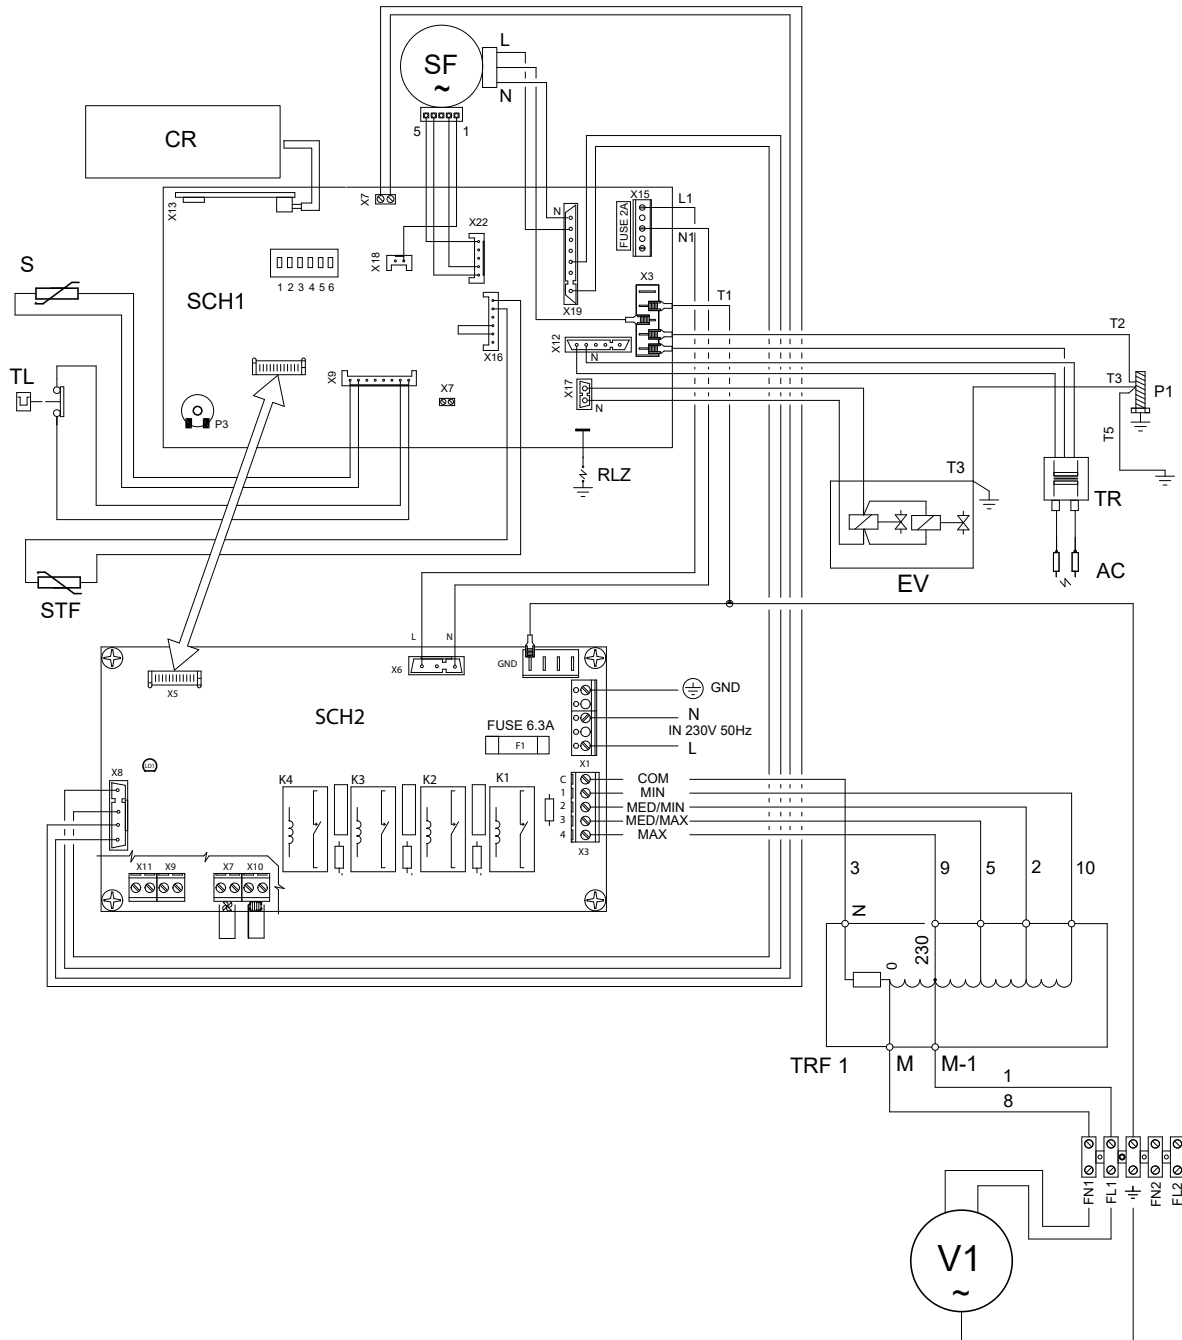 L
SF
~
N
5
1
CR
X13
X7
X22
X18
N
X15
FUSE 2A
L1
N1
S
1 2 3 4 5 6
SCH1
X19
X3
T1
X16
X12
N
T2
TL
X9
X7
P3
X17
N
T3
P1
T5
RLZ
T3
TR
STF
EV
AC
L
N
X6
GND
X5
SCH2
GND
N
FUSE 6.3A
F1
IN 230V 50Hz
L
X1
LD1
X8
K4
K3
K2
K1
C
COM
1
MIN
2
MED/MIN
3
MED/MAX
4
MAX
X3
X11
X9
X7
X10
3
9
5
2
10
N
0
230
TRF 1
M
M-1
1
8
FN1
FL1
FN2
FL2
V1
~